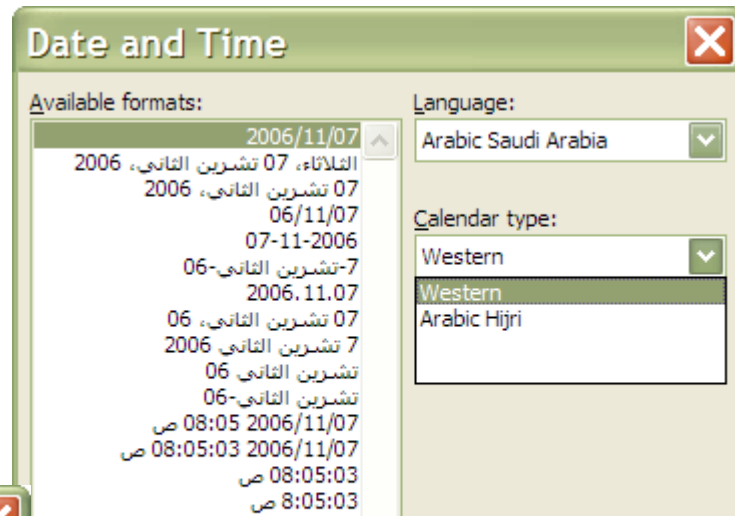 Date and Time
Available formats:
2006/11/07
الثلاثاء، 07 تشرين الثاني، 2006
07 تشرين الثاني، 2006
06/11/07
07-11-2006
7-تشرين الثاني-06
2006.11.07
07 تشرين الثاني، 06
7 تشرين الثاني 2006
تشرين الثاني 06
تشرين الثاني-06
2006/11/07 08:05 ص
2006/11/07 08:05:03 ص
08:05:03 ص
8:05:03 ص
Language:
Arabic Saudi Arabia
Calendar type:
Western
Western
Arabic Hijri